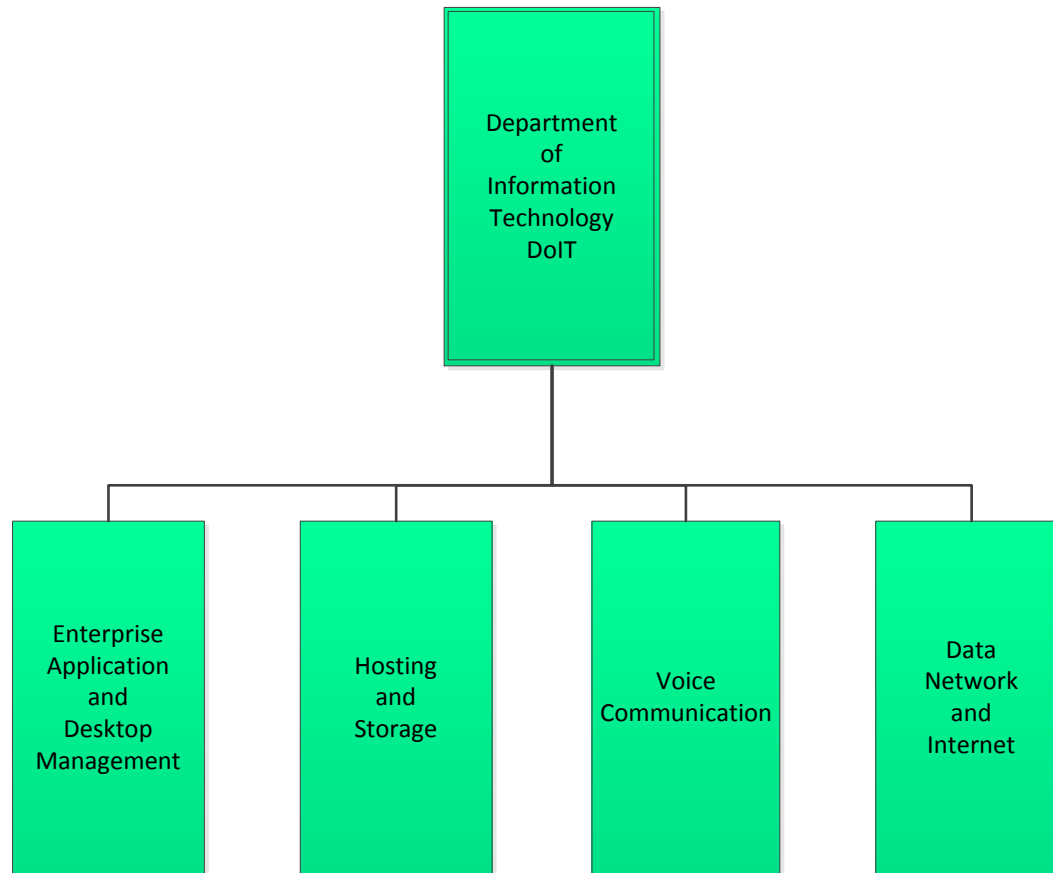 Department
of
Information
Technology
DoIT
Enterprise
Application
and
Desktop
Management
Hosting
and
Storage
Voice
Communication
Data
Network
and
Internet